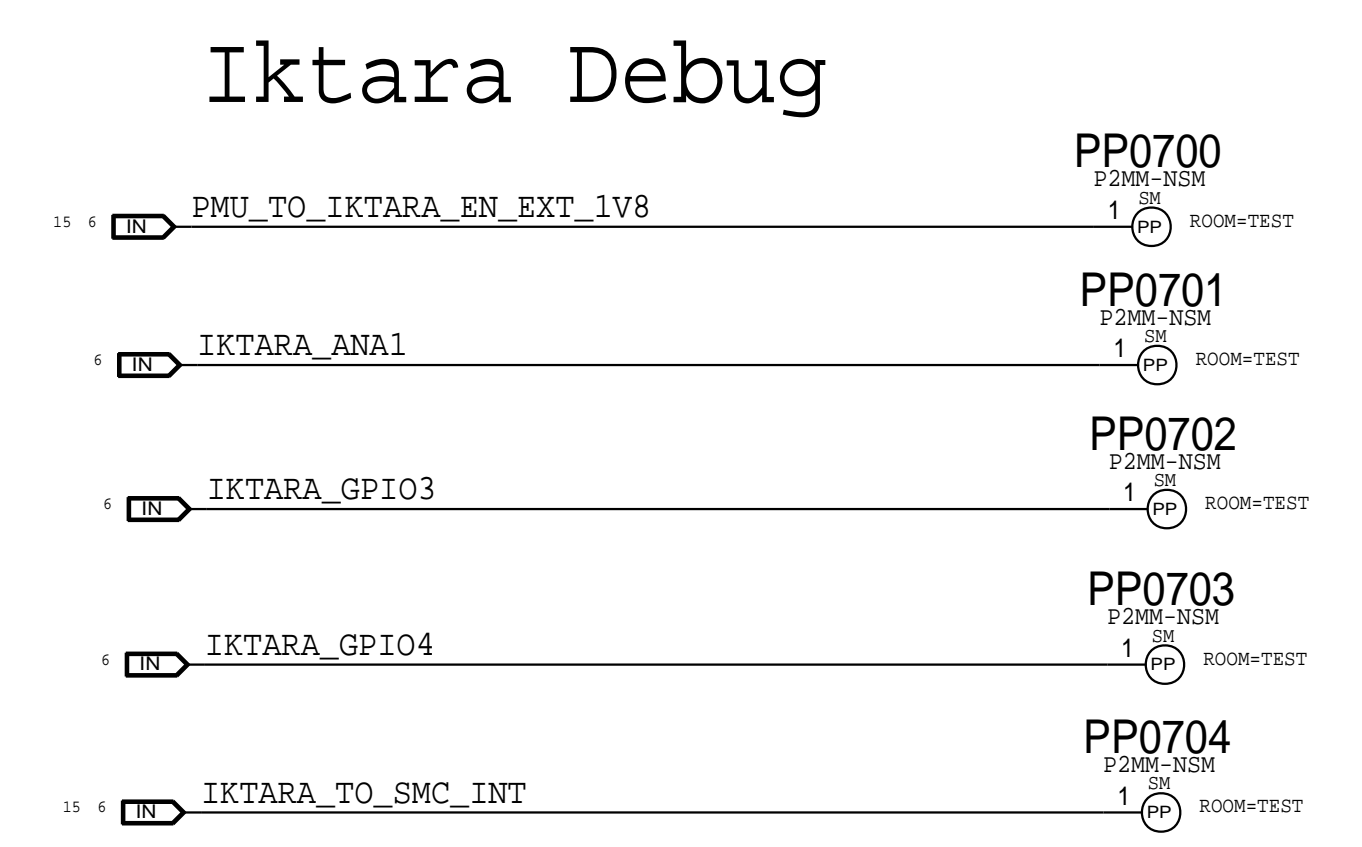 Iktara Debug
PP0700
P2MM-NSM
SM
15 6 IN PMU_TO_IKTARA_EN_EXT_1V8 1 PP ROOM=TEST
PP0701
P2MM-NSM
SM
6 IN IKTARA_ANA1 1 PP ROOM=TEST
PP0702
P2MM-NSM
SM
6 IN IKTARA_GPIO3 1 PP ROOM=TEST
PP0703
P2MM-NSM
SM
6 IN IKTARA_GPIO4 1 PP ROOM=TEST
PP0704
P2MM-NSM
SM
15 6 IN IKTARA_TO_SMC_INT 1 PP ROOM=TEST